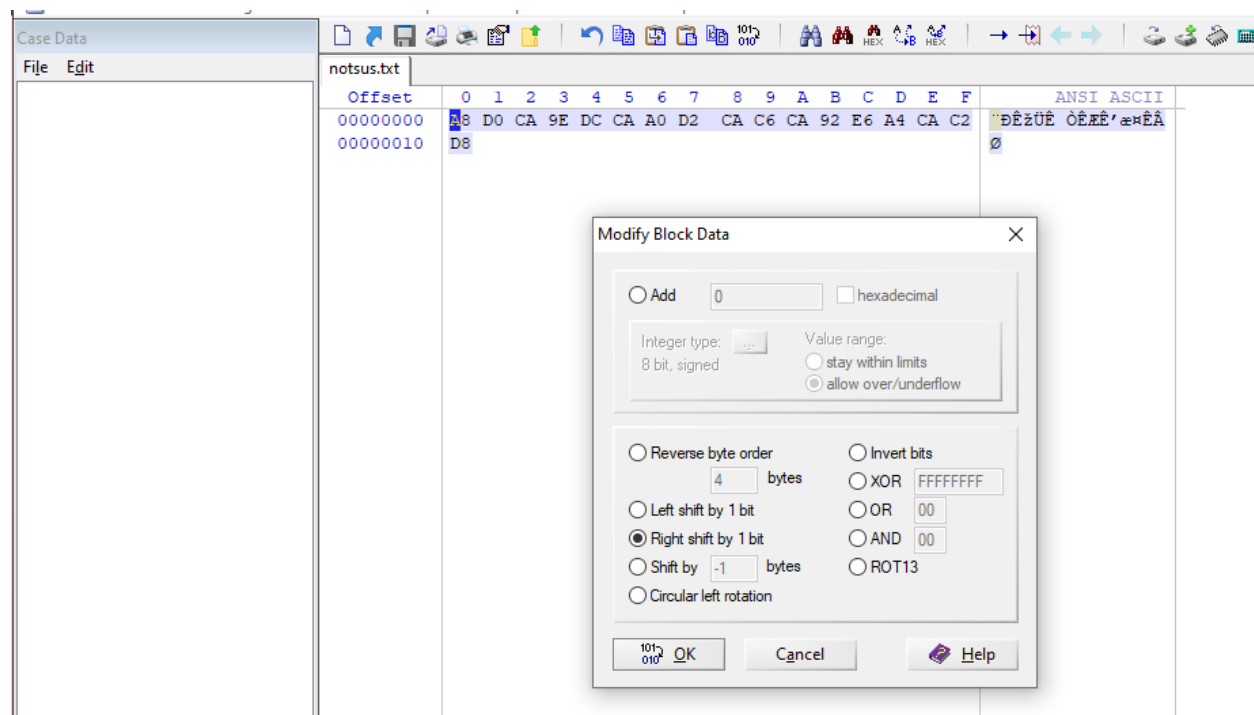 Case Data
File Edit
notsus.txt
Offset 0 1 2 3 4 5 6 7 8 9 A B C D E F ANSI ASCII
00000000 A8 D0 CA 9E DC CA A0 D2 CA C6 CA 92 E6 A4 CA C2 ¨ÐÊžÜÊ ÒÊÆÊ’æ¤ÊÂ
00000010 D8 Ø
Modify Block Data
Add 0 hexadecimal
Integer type: ... Value range:
8 bit, signed stay within limits
allow over/underflow
Reverse byte order Invert bits
4 bytes XOR FFFFFFFF
Left shift by 1 bit OR 00
Right shift by 1 bit AND 00
Shift by -1 bytes ROT13
Circular left rotation
OK Cancel Help